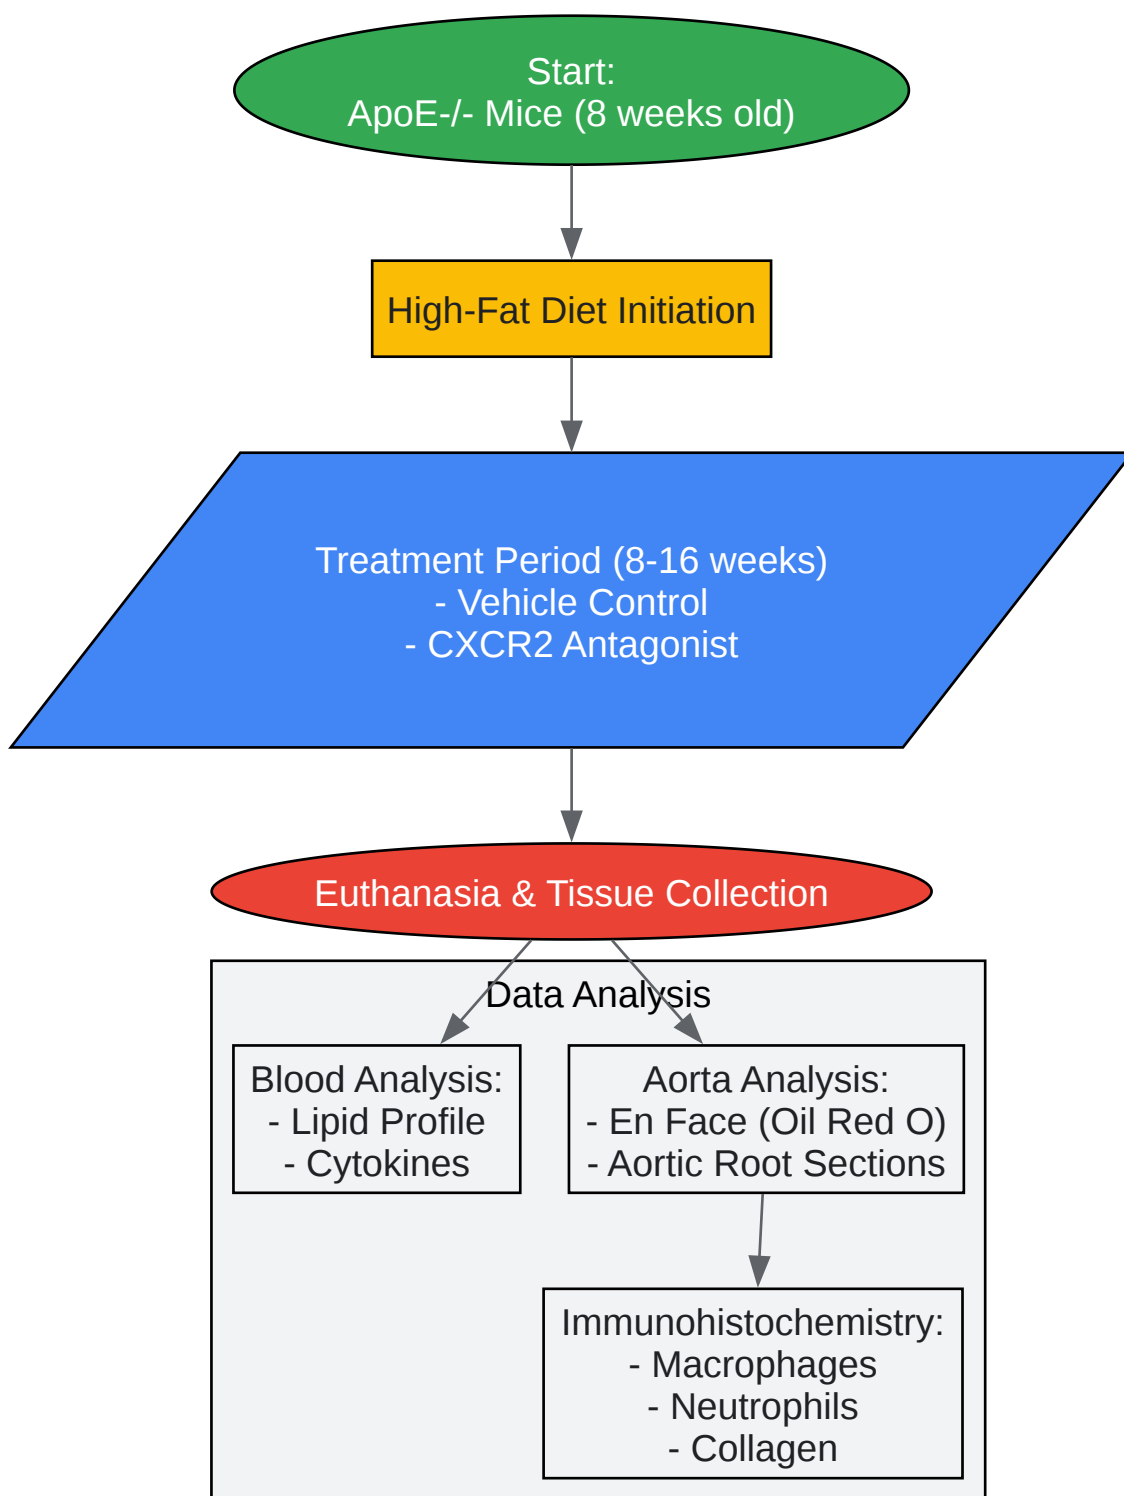 Start:
ApoE-/- Mice (8 weeks old)
High-Fat Diet Initiation
Treatment Period (8-16 weeks)
- Vehicle Control
- CXCR2 Antagonist
Euthanasia & Tissue Collection
Data Analysis
Blood Analysis:
- Lipid Profile
- Cytokines
Aorta Analysis:
- En Face (Oil Red O)
- Aortic Root Sections
Immunohistochemistry:
- Macrophages
- Neutrophils
- Collagen